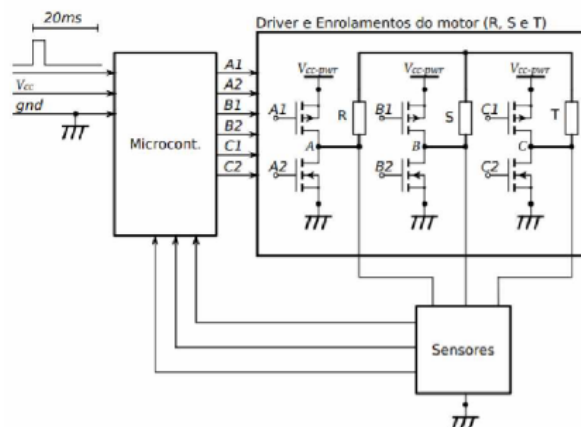 20ms
Driver e Enrolamentos do motor (R, S e T)
Vcc
gnd
Microcont.
A1
A2
B1
B2
C1
C2
Vcc-pwr
Vcc-pwr
Vcc-pwr
A1
R
B1
S
C1
T
A
B
C
A2
B2
C2
Sensores